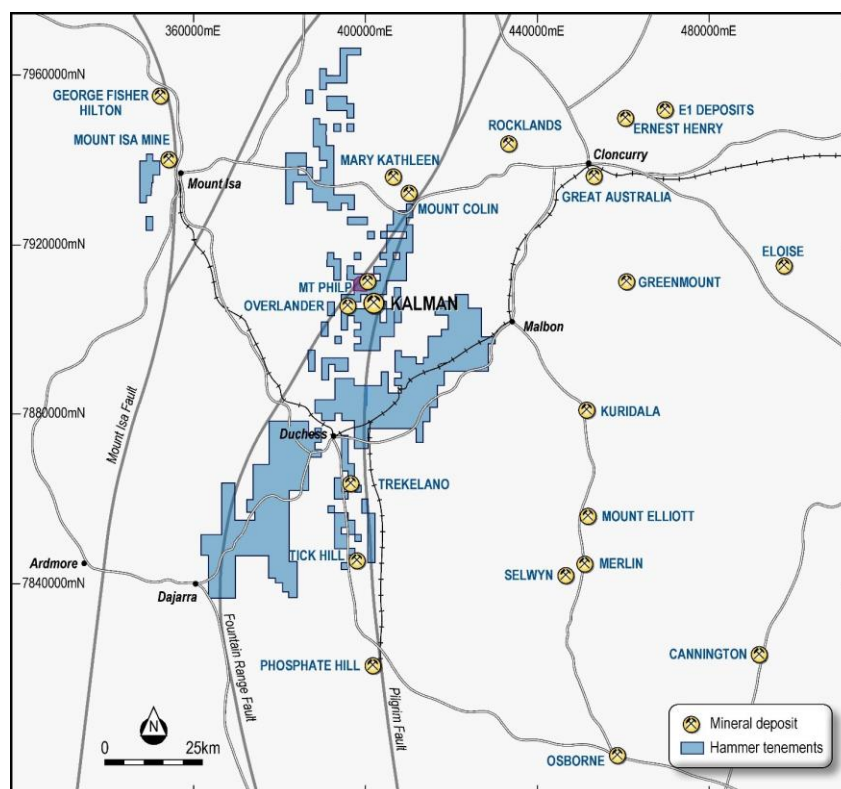 360000mE
400000mE
440000mE
480000mE
7960000mN
GEORGE FISHER
HILTON
E1 DEPOSITS
ERNEST HENRY
ROCKLANDS
MOUNT ISA MINE
MARY KATHLEEN
Cloncurry
Mount Isa
GREAT AUSTRALIA
MOUNT COLIN
7920000mN
ELOISE
MT PHILP
GREENMOUNT
OVERLANDER
KALMAN
Malbon
Mount Isa Fault
7880000mN
KURIDALA
Duchess
TREKELANO
MOUNT ELLIOTT
Ardmore
TICK HILL
MERLIN
SELWYN
7840000mN
Dajarra
Fountain Range Fault
PHOSPHATE HILL
Pilgrim Fault
CANNINGTON
N
0
25km
Mineral deposit
Hammer tenements
OSBORNE